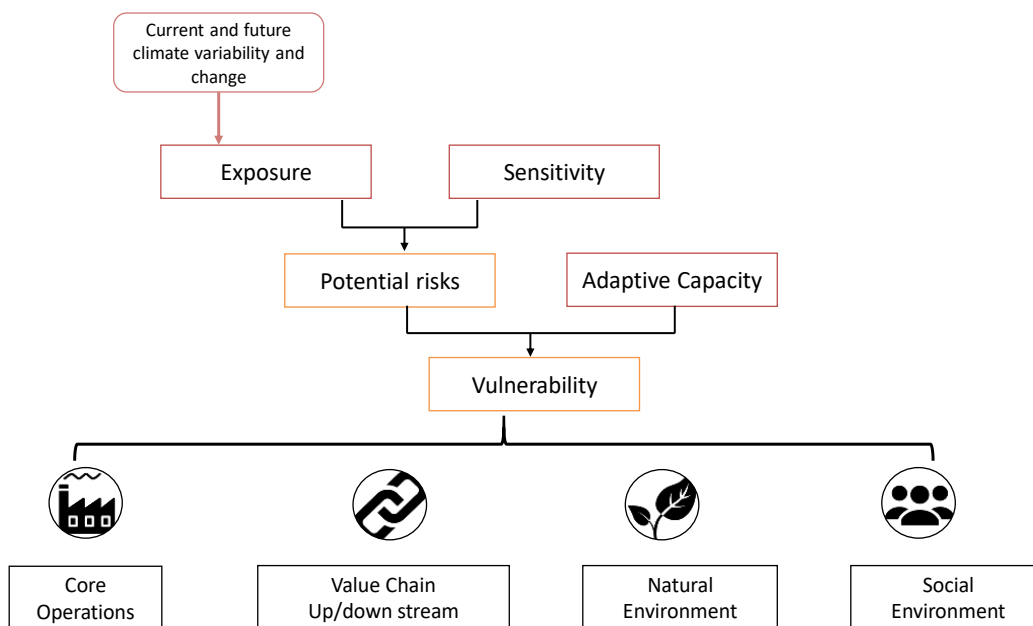 Current and future
climate variability and
change
Exposure
Sensitivity
Potential risks
Adaptive Capacity
Vulnerability
Core
Operations
Value Chain
Up/down stream
Natural
Environment
Social
Environment